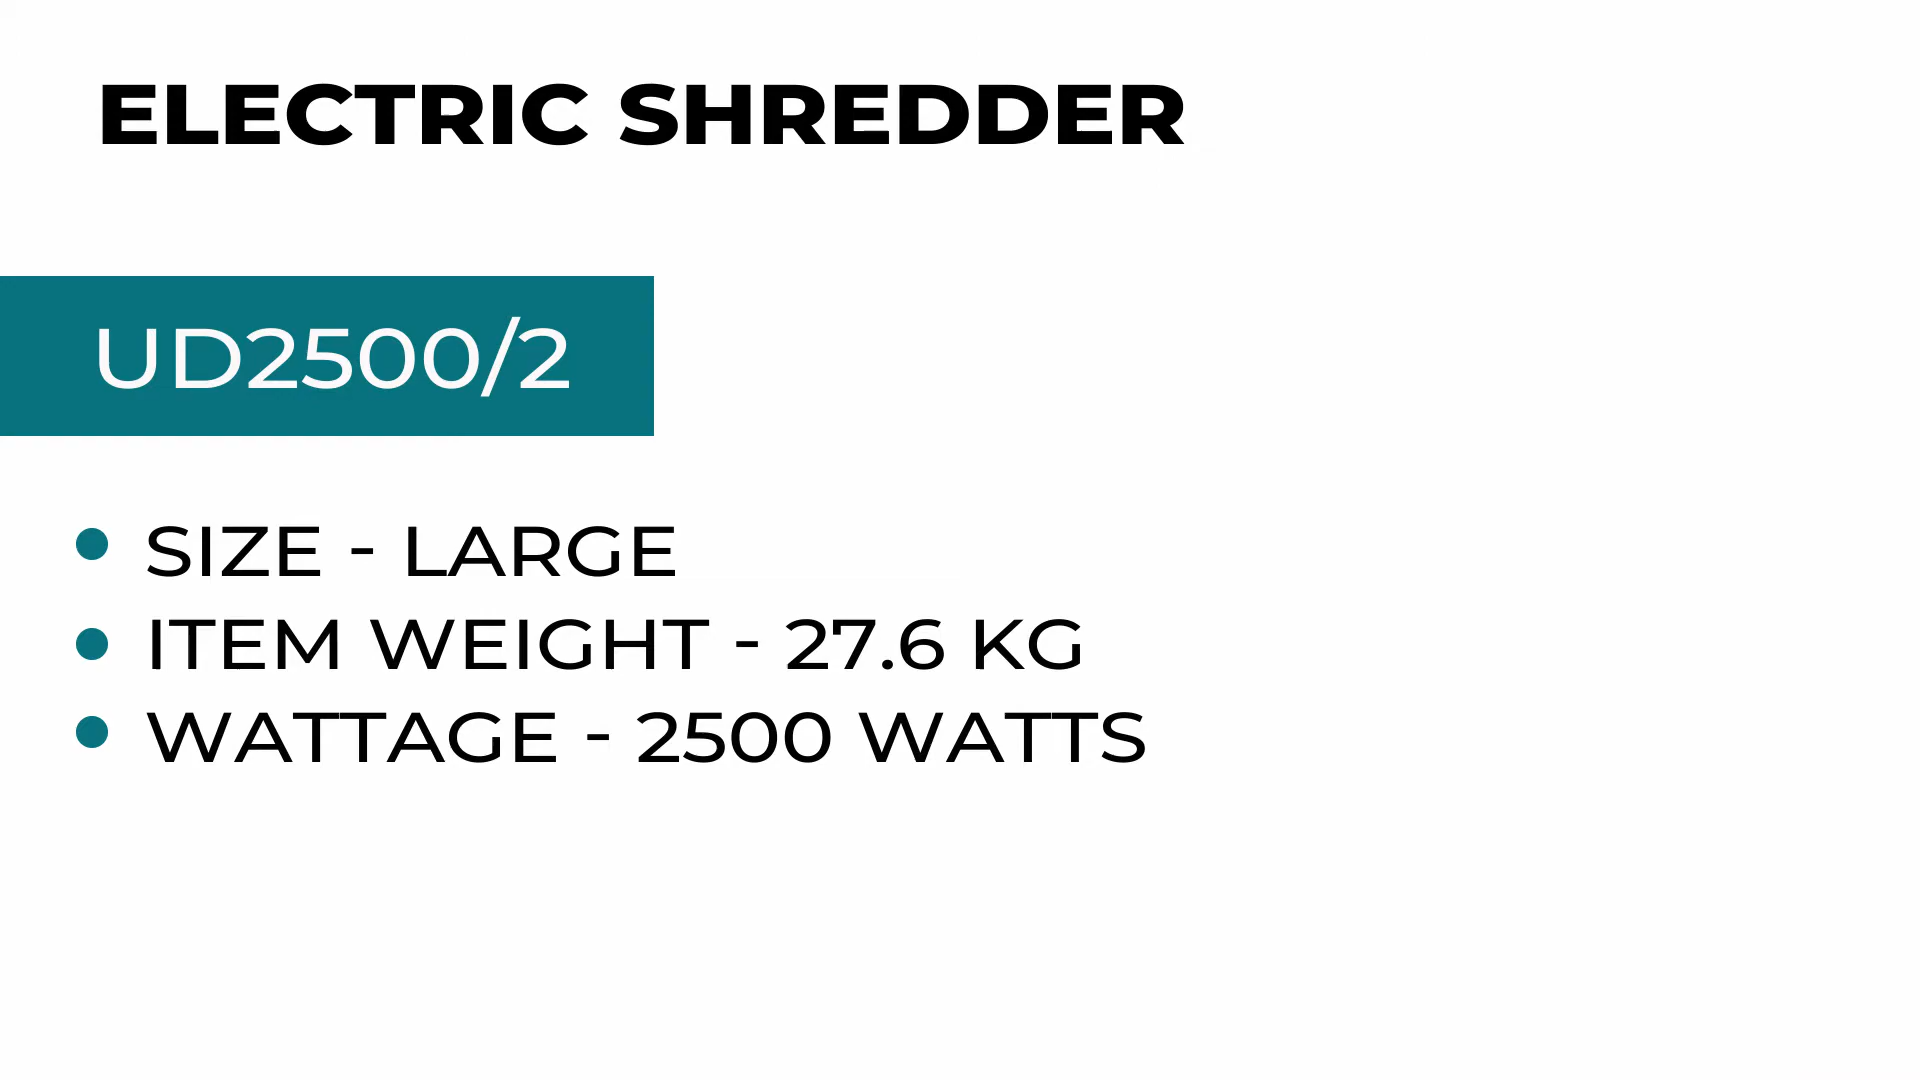 ELECTRIC SHREDDER
UD2500/2
SIZE - LARGE
ITEM WEIGHT - 27.6 KG
WATTAGE - 2500 WATTS